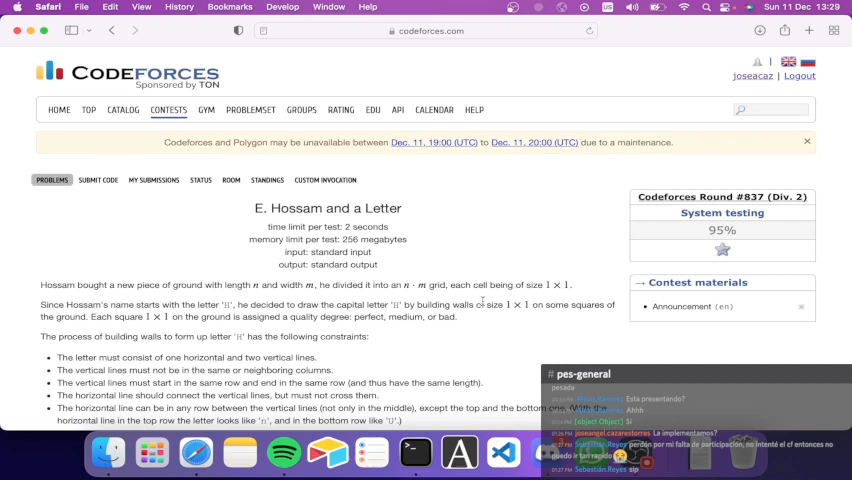 Safari File Edit View History Bookmarks Develop Window Help US Sun 11 Dec 13:29
codeforces.com
CODEFORCES
Sponsored by TON
joseacaz | Logout
HOME TOP CATALOG CONTESTS GYM PROBLEMSET GROUPS RATING EDU API CALENDAR HELP
Codeforces and Polygon may be unavailable between Dec. 11, 19:00 (UTC) to Dec. 11, 20:00 (UTC) due to a maintenance.
PROBLEMS SUBMIT CODE MY SUBMISSIONS STATUS ROOM STANDINGS CUSTOM INVOCATION
E. Hossam and a Letter
time limit per test: 2 seconds
memory limit per test: 256 megabytes
input: standard input
output: standard output
Hossam bought a new piece of ground with length n and width m, he divided it into an n · m grid, each cell being of size 1 × 1.
Since Hossam's name starts with the letter 'H', he decided to draw the capital letter 'H' by building walls of size 1 × 1 on some squares of
the ground. Each square 1 × 1 on the ground is assigned a quality degree: perfect, medium, or bad.
The process of building walls to form up letter 'H' has the following constraints:
• The letter must consist of one horizontal and two vertical lines.
• The vertical lines must not be in the same or neighboring columns.
• The vertical lines must start in the same row and end in the same row (and thus have the same length).
• The horizontal line should connect the vertical lines, but must not cross them.
• The horizontal line can be in any row between the vertical lines (not only in the middle), except the top and the bottom one. (With the
horizontal line in the top row the letter looks like 'n', and in the bottom row like 'U'.)
Codeforces Round #837 (Div. 2)
System testing
95%
→ Contest materials
• Announcement (en)
# pes-general
pesada
Esta presentando?
Ahhh
[object Object] Si
joseangel.cazarestorres La implementamos?
Sebastián.Reyes perdón por mi falta de participación, no intenté el cf entonces no
puedo ir tan rapido
Sebastián.Reyes sip